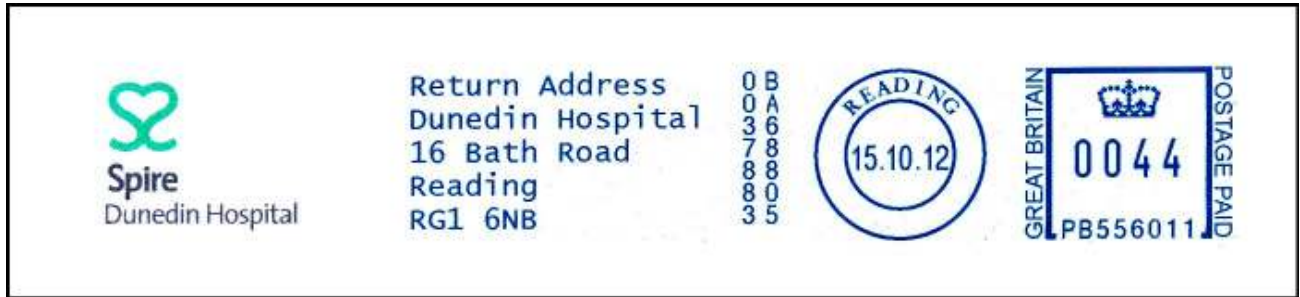 Spire
Dunedin Hospital
Return Address
Dunedin Hospital
16 Bath Road
Reading
RG1 6NB
0B
0A
36
78
88
80
35
READING
15.10.12
GREAT BRITAIN
0044
PB556011
POSTAGE PAID